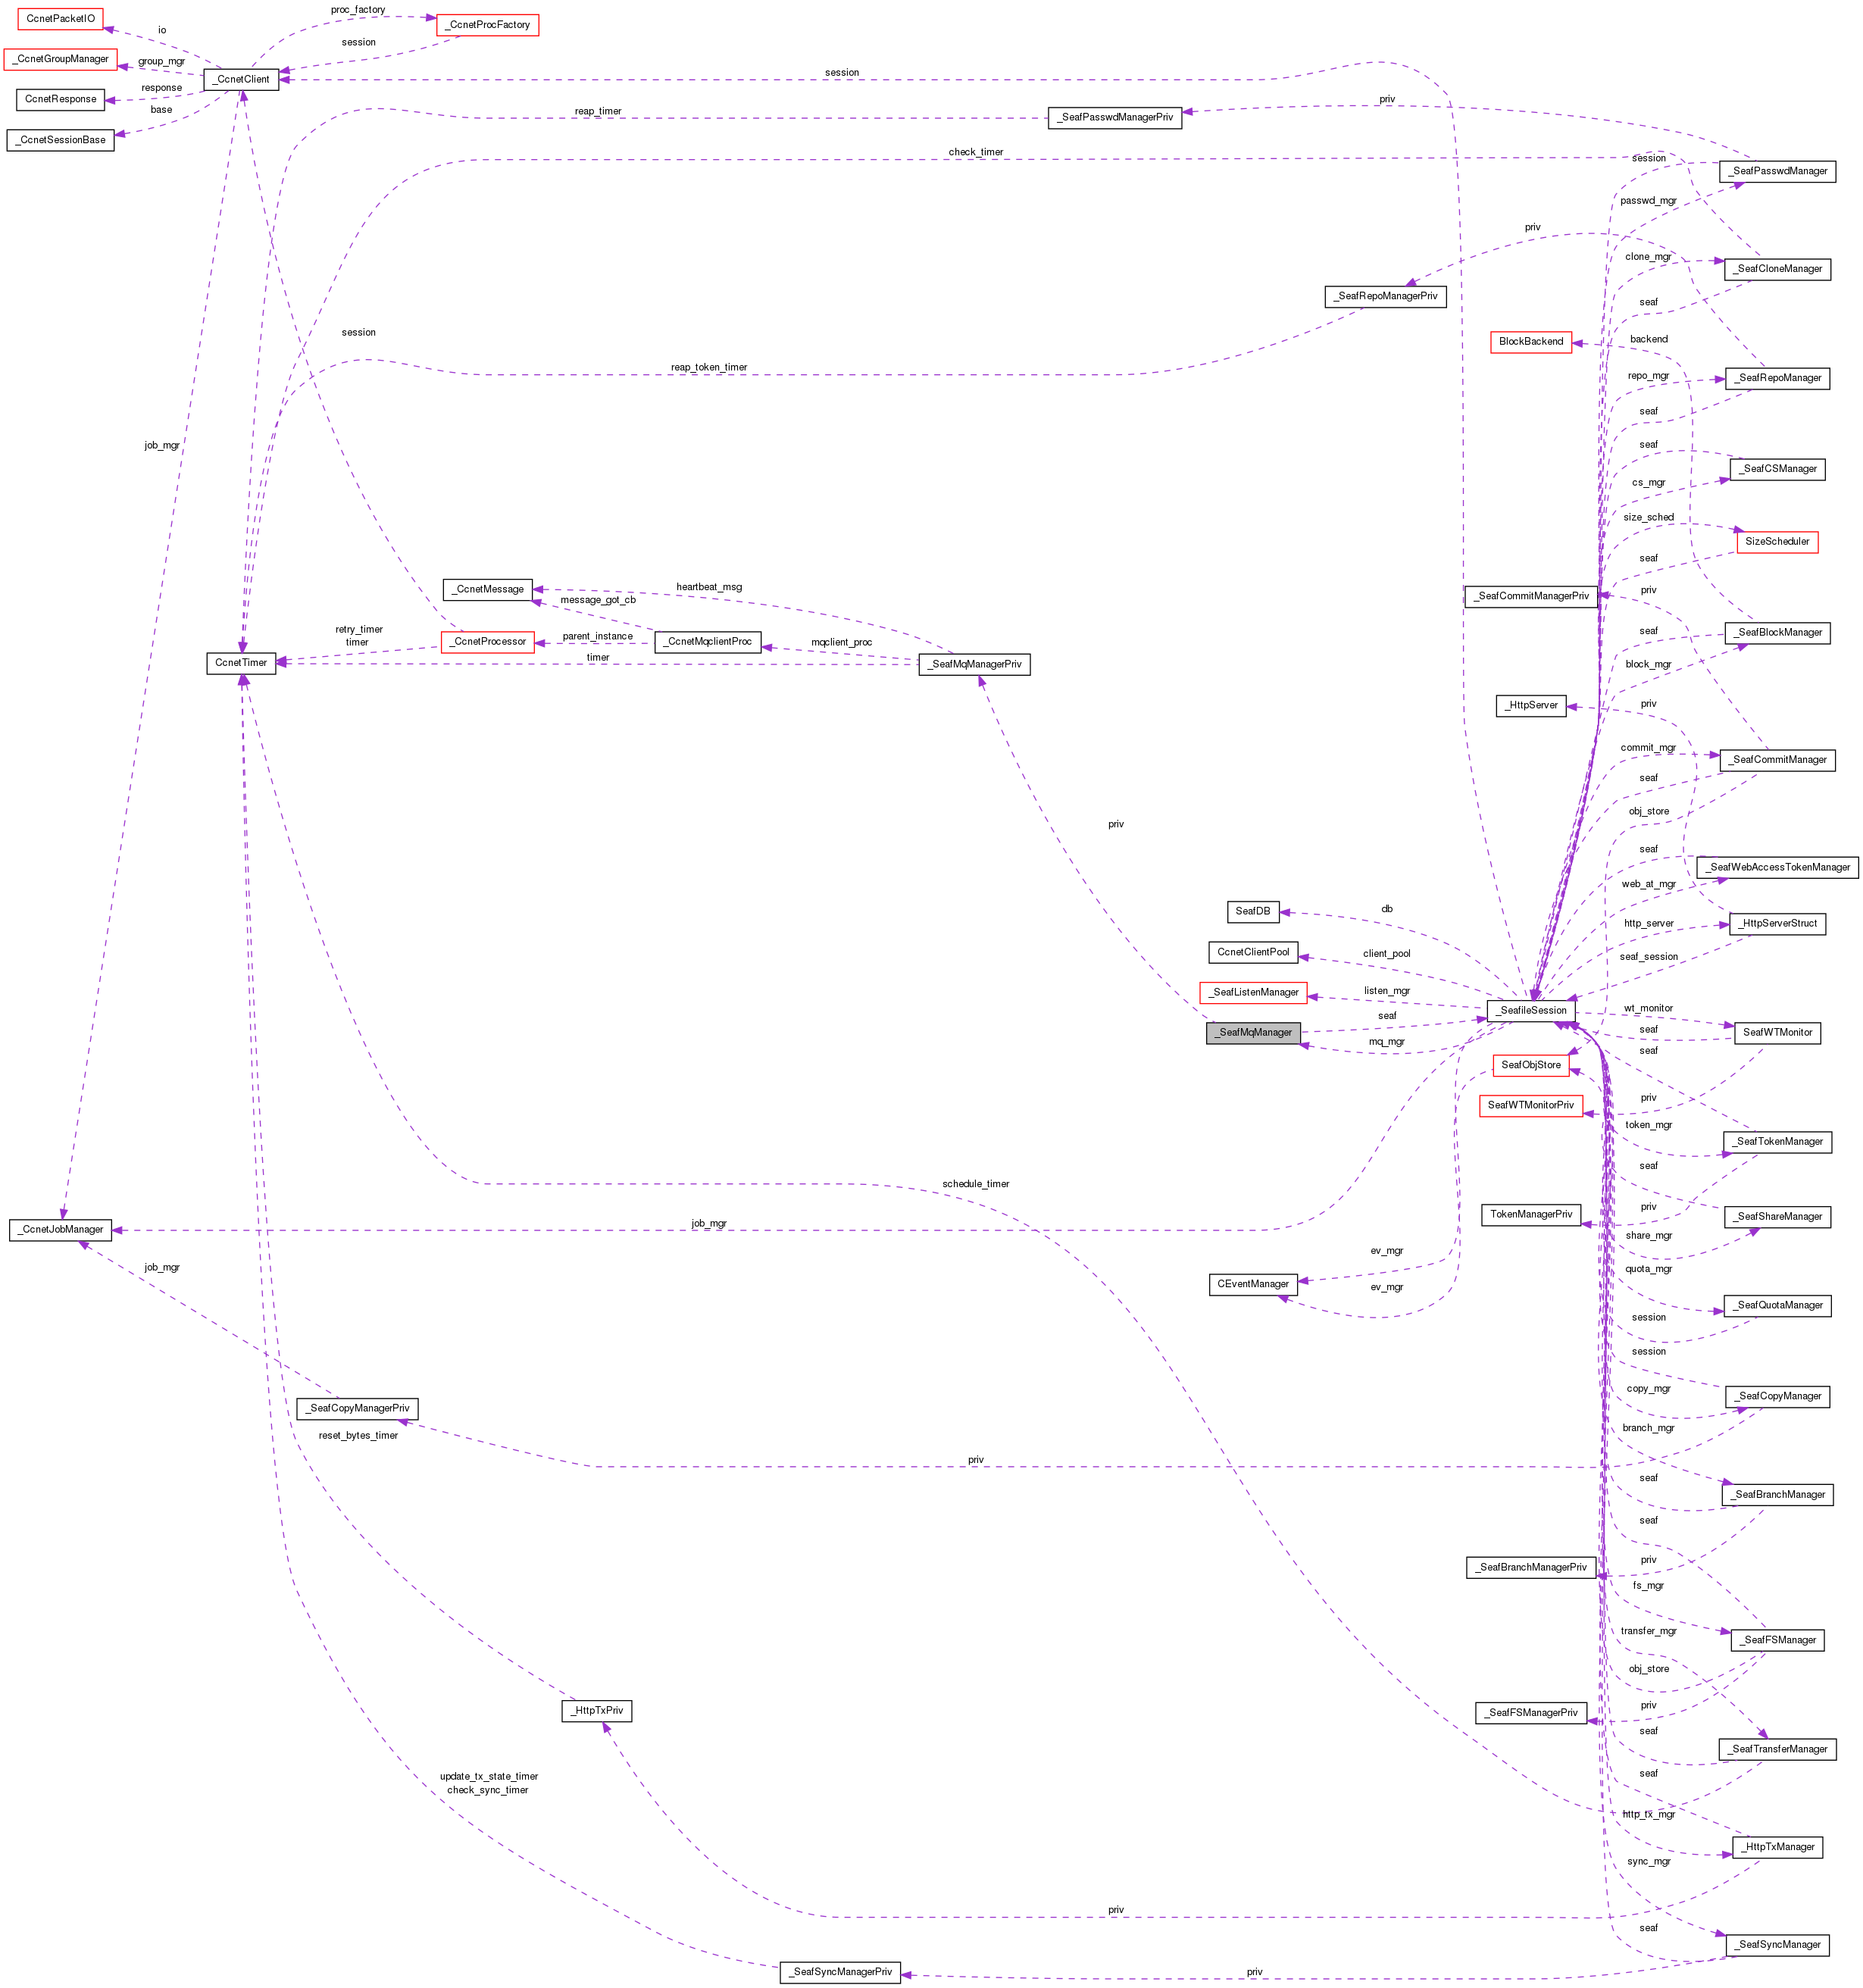 CcnetPacketIO
proc_factory
_CcnetProcFactory
io
session
_CcnetGroupManager
group_mgr
_CcnetClient
session
response
CcnetResponse
base
_CcnetSessionBase
priv
reap_timer
_SeafPasswdManagerPriv
check_timer
session
_SeafPasswdManager
passwd_mgr
priv
clone_mgr
_SeafCloneManager
_SeafRepoManagerPriv
seaf
session
BlockBackend
backend
reap_token_timer
repo_mgr
_SeafRepoManager
seaf
job_mgr
seaf
_SeafCSManager
cs_mgr
size_sched
SizeScheduler
seaf
_CcnetMessage
heartbeat_msg
message_got_cb
_SeafCommitManagerPriv
priv
retry_timer
timer
_CcnetProcessor
parent_instance
_CcnetMqclientProc
mqclient_proc
seaf
_SeafBlockManager
CcnetTimer
timer
_SeafMqManagerPriv
block_mgr
_HttpServer
priv
commit_mgr
_SeafCommitManager
seaf
obj_store
priv
seaf
_SeafWebAccessTokenManager
web_at_mgr
SeafDB
db
http_server
_HttpServerStruct
CcnetClientPool
client_pool
seaf_session
_SeafListenManager
listen_mgr
_SeafileSession
wt_monitor
_SeafMqManager
seaf
mq_mgr
seaf
SeafWTMonitor
seaf
SeafObjStore
SeafWTMonitorPriv
priv
token_mgr
_SeafTokenManager
seaf
schedule_timer
TokenManagerPriv
priv
_SeafShareManager
_CcnetJobManager
job_mgr
share_mgr
job_mgr
ev_mgr
CEventManager
ev_mgr
quota_mgr
_SeafQuotaManager
session
session
_SeafCopyManagerPriv
copy_mgr
_SeafCopyManager
reset_bytes_timer
branch_mgr
priv
seaf
_SeafBranchManager
seaf
_SeafBranchManagerPriv
priv
fs_mgr
transfer_mgr
_SeafFSManager
obj_store
_HttpTxPriv
_SeafFSManagerPriv
priv
seaf
_SeafTransferManager
update_tx_state_timer
check_sync_timer
seaf
http_tx_mgr
_HttpTxManager
sync_mgr
priv
seaf
_SeafSyncManager
_SeafSyncManagerPriv
priv